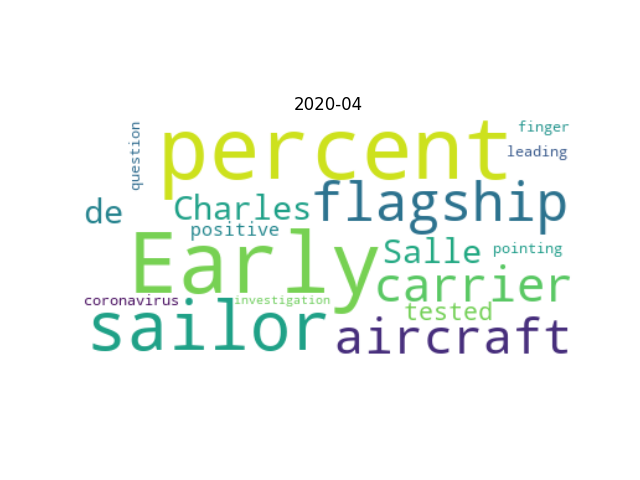 2020-04
percent
finger
leading
question
de
Charles
flagship
positive
Early
Salle
pointing
carrier
coronavirus
investigation
tested
sailor
aircraft